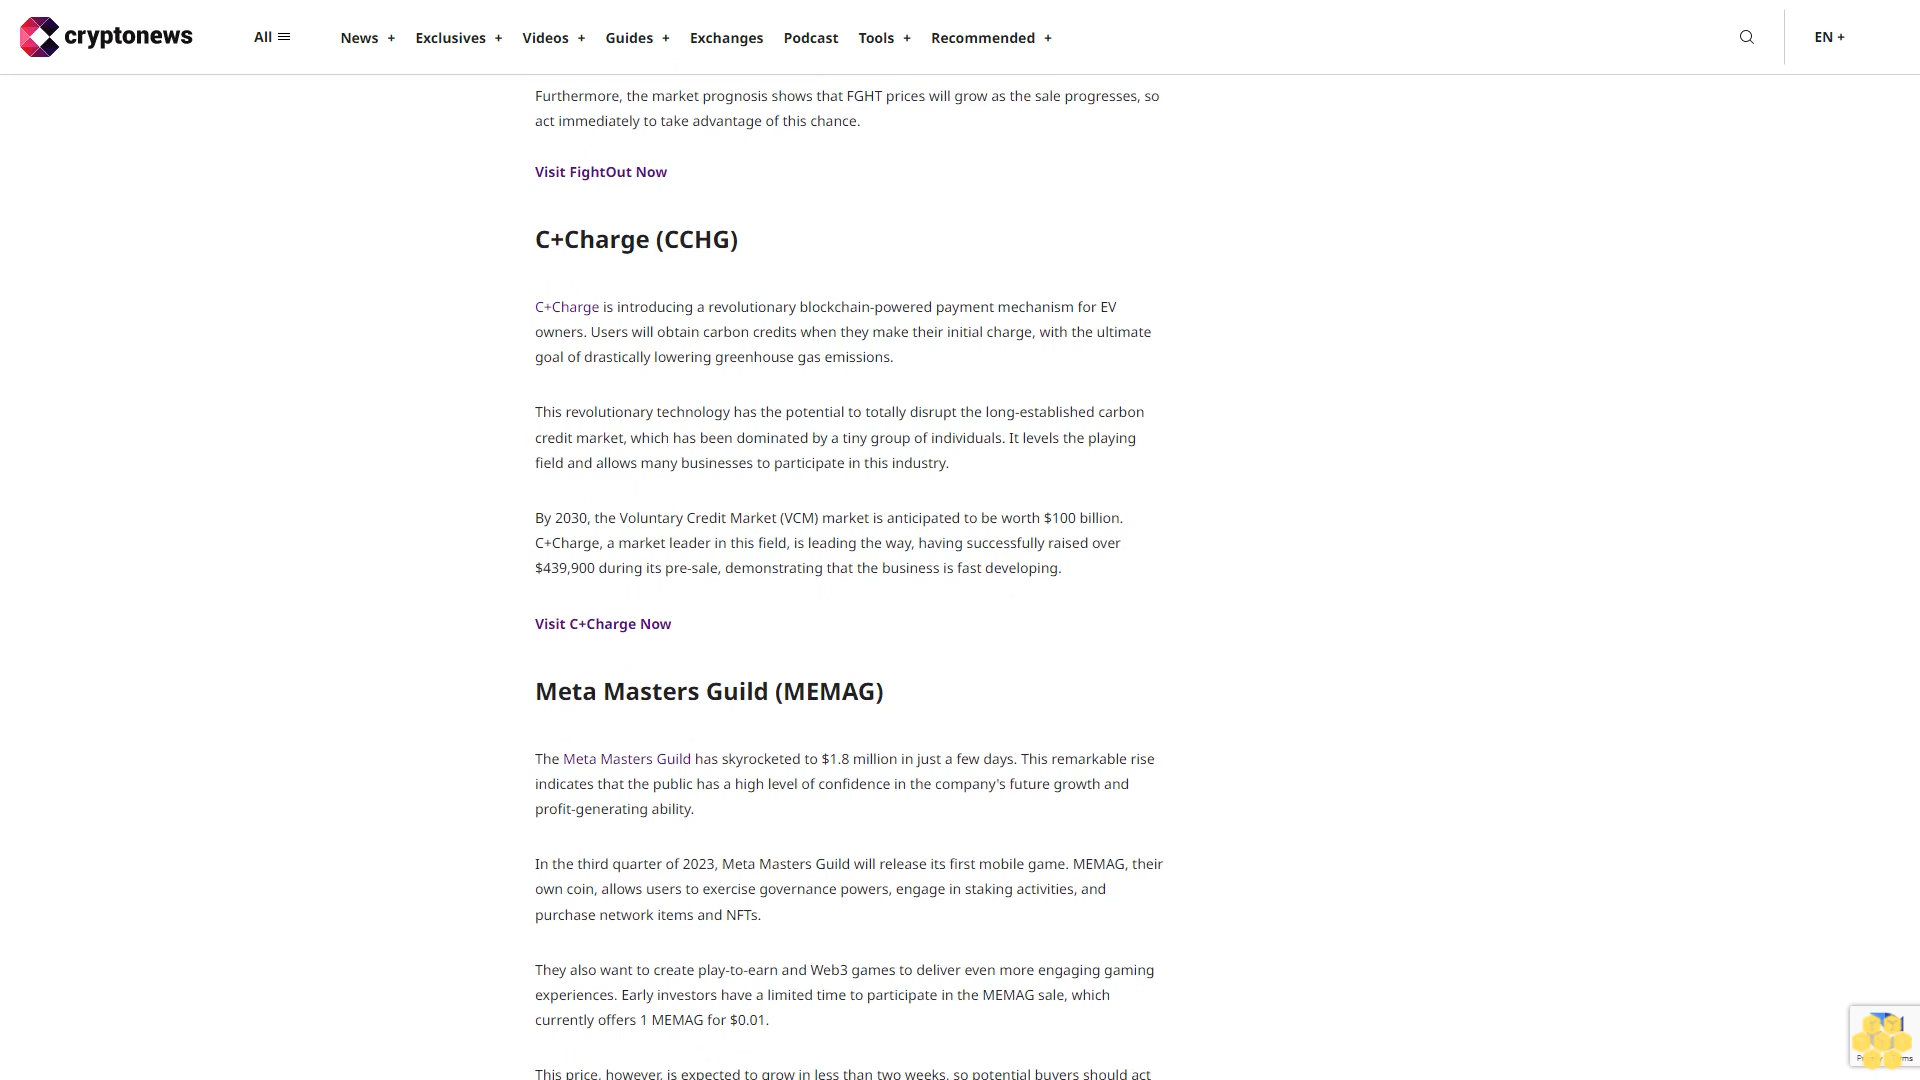 cryptonews
All
News +
Exclusives +
Videos +
Guides +
Exchanges
Podcast
Tools +
Recommended +
EN +
Furthermore, the market prognosis shows that FGHT prices will grow as the sale progresses, so
act immediately to take advantage of this chance.
Visit FightOut Now
C+Charge (CCHG)
C+Charge is introducing a revolutionary blockchain-powered payment mechanism for EV
owners. Users will obtain carbon credits when they make their initial charge, with the ultimate
goal of drastically lowering greenhouse gas emissions.
This revolutionary technology has the potential to totally disrupt the long-established carbon
credit market, which has been dominated by a tiny group of individuals. It levels the playing
field and allows many businesses to participate in this industry.
By 2030, the Voluntary Credit Market (VCM) market is anticipated to be worth $100 billion.
C+Charge, a market leader in this field, is leading the way, having successfully raised over
$439,900 during its pre-sale, demonstrating that the business is fast developing.
Visit C+Charge Now
Meta Masters Guild (MEMAG)
The Meta Masters Guild has skyrocketed to $1.8 million in just a few days. This remarkable rise
indicates that the public has a high level of confidence in the company's future growth and
profit-generating ability.
In the third quarter of 2023, Meta Masters Guild will release its first mobile game. MEMAG, their
own coin, allows users to exercise governance powers, engage in staking activities, and
purchase network items and NFTs.
They also want to create play-to-earn and Web3 games to deliver even more engaging gaming
experiences. Early investors have a limited time to participate in the MEMAG sale, which
currently offers 1 MEMAG for $0.01.
This price, however, is expected to grow in less than two weeks, so potential buyers should act